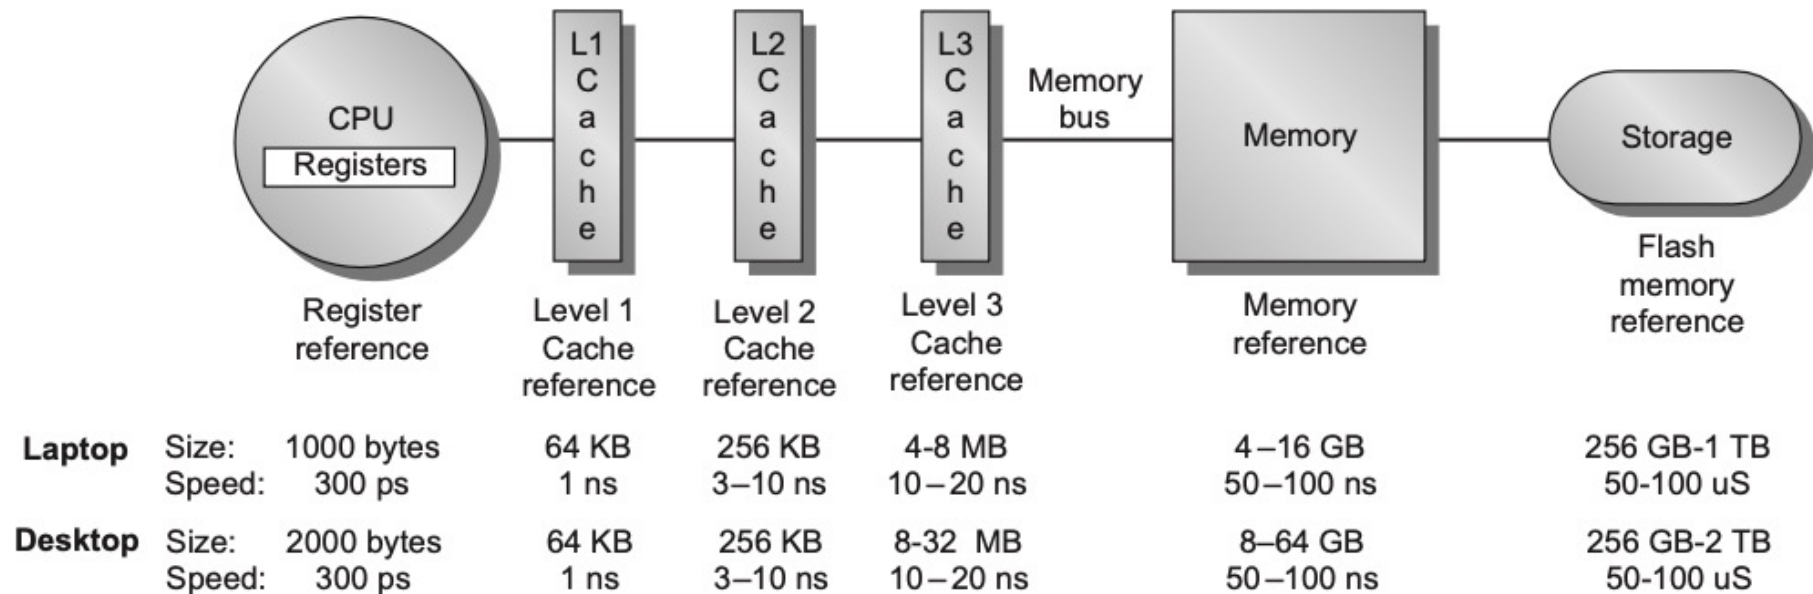 CPU
Registers
L1
C
a
c
h
e
L2
C
a
c
h
e
L3
C
a
c
h
e
Memory
bus
Memory
Storage
Register
reference
Level 1
Cache
reference
Level 2
Cache
reference
Level 3
Cache
reference
Memory
reference
Flash
memory
reference
Laptop Size: 1000 bytes 64 KB 256 KB 4-8 MB 4–16 GB 256 GB-1 TB
Speed: 300 ps 1 ns 3–10 ns 10–20 ns 50–100 ns 50-100 uS
Desktop Size: 2000 bytes 64 KB 256 KB 8-32 MB 8–64 GB 256 GB-2 TB
Speed: 300 ps 1 ns 3–10 ns 10–20 ns 50–100 ns 50-100 uS